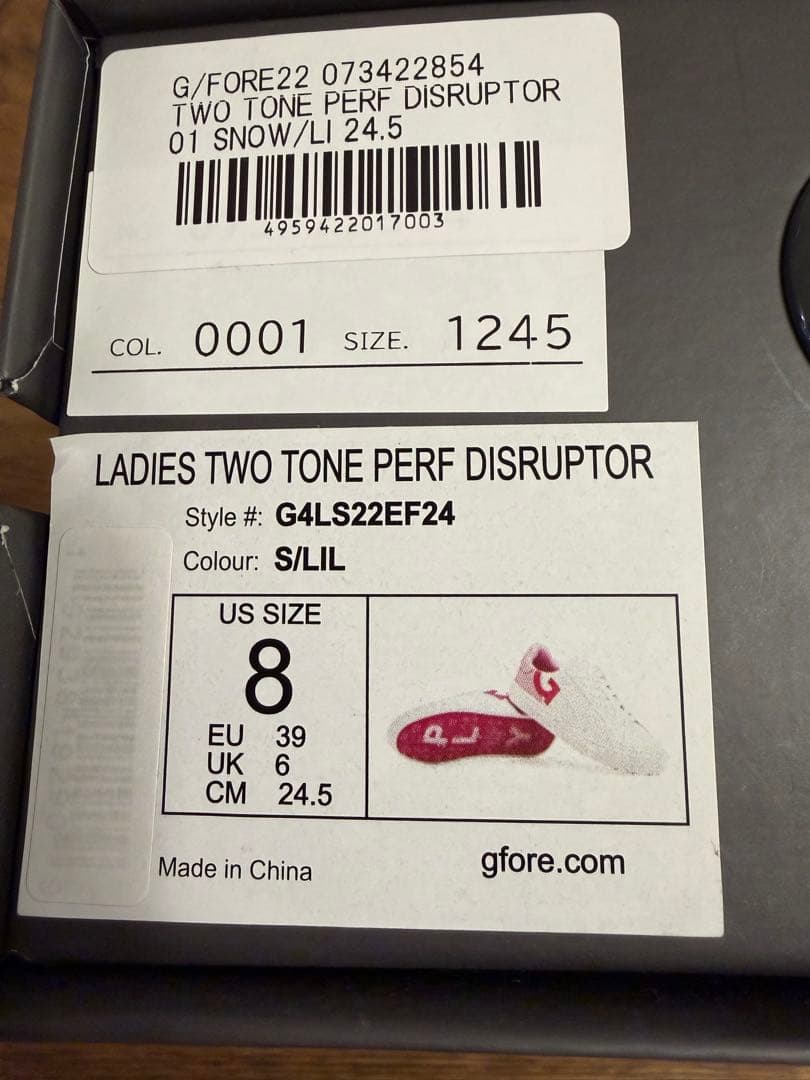 G/FORE22 073422854
TWO TONE PERF DISRUPTOR
01 SNOW/LI 24.5
4959422017003
COL. 0001 SIZE. 1245
LADIES TWO TONE PERF DISRUPTOR
Style #: G4LS22EF24
Colour: S/LIL
US SIZE
8
EU 39
UK 6
CM 24.5
G
PLY
Made in China
gfore.com